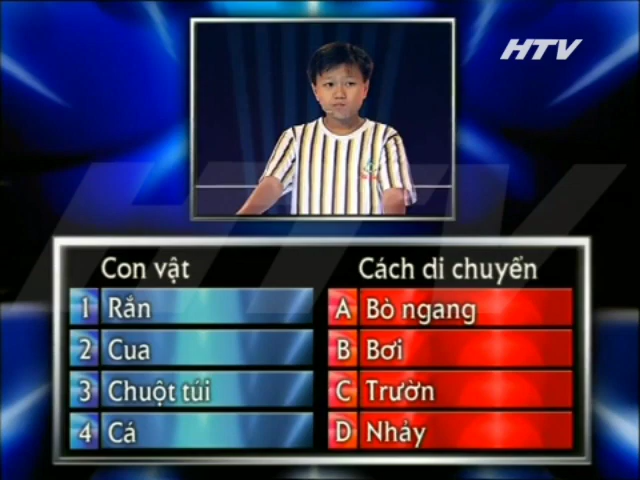 HTV
HTV
Con vật
Cách di chuyển
1 Rắn
A Bò ngang
2 Cua
B Bơi
3 Chuột túi
C Trườn
4 Cá
D Nhảy